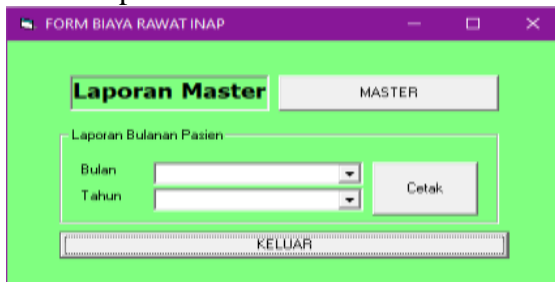 FORM BIAYA RAWAT INAP
Laporan Master
MASTER
Laporan Bulanan Pasien
Bulan
Tahun
Cetak
KELUAR